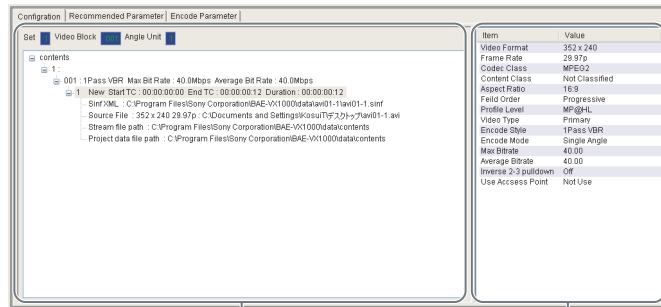 Configration Recommended Parameter Encode Parameter
Set 1 Video Block 001 Angle Unit 1
contents
1 :
001 : 1Pass VBR Max Bit Rate : 40.0Mbps Average Bit Rate : 40.0Mbps
1 New Start TC : 00:00:00:00 End TC : 00:00:00:12 Duration : 00:00:00:12
Sinf XML : C:\Program Files\Sony Corporation\BAE-VX1000\data\avi01-1\avi01-1.sinf
Source File : 352 x 240 29.97p : C:\Documents and Settings\KosuiT\デスクトップ\avi01-1.avi
Stream file path : C:\Program Files\Sony Corporation\BAE-VX1000\data\contents
Project data file path : C:\Program Files\Sony Corporation\BAE-VX1000\data\contents
Item Value
Video Format 352 x 240
Frame Rate 29.97p
Codec Class MPEG2
Content Class Not Classified
Aspect Ratio 16:9
Feild Order Progressive
Profile Level MP@HL
Video Type Primary
Encode Style 1Pass VBR
Encode Mode Single Angle
Max Bitrate 40.00
Average Bitrate 40.00
Inverse 2-3 pulldown Off
Use Accsess Point Not Use